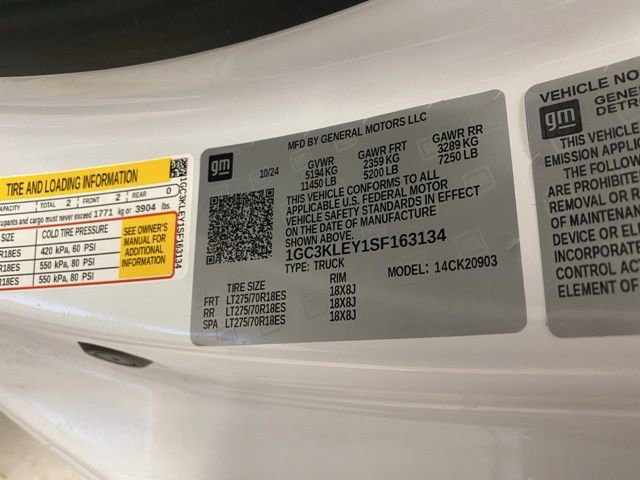 TIRE AND LOADING INFORMATION
CAPACITY TOTAL 2 FRONT 2 REAR 0
cupants and cargo must never exceed 1771 kg or 3904 lbs.
SIZE COLD TIRE PRESSURE
R18ES 420 kPa, 60 PSI
R18ES 550 kPa, 80 PSI
R18ES 550 kPa, 80 PSI
SEE OWNER'S
MANUAL FOR
ADDITIONAL
INFORMATION
1GC3KLEY1SF163134
gm
MFD BY GENERAL MOTORS LLC
10/24 GVWR GAWR FRT GAWR RR
5194 KG 2359 KG 3289 KG
11450 LB 5200 LB 7250 LB
THIS VEHICLE CONFORMS TO ALL
APPLICABLE U.S. FEDERAL MOTOR
VEHICLE SAFETY STANDARDS IN EFFECT
ON THE DATE OF MANUFACTURE
SHOWN ABOVE.
1GC3KLEY1SF163134
TYPE: TRUCK MODEL: 14CK20903
TIRE SIZE RIM
FRT LT275/70R18ES 18X8J
RR LT275/70R18ES 18X8J
SPA LT275/70R18ES 18X8J
VEHICLE NO
gm
GENE
DETR
THIS VEHICLE
EMISSION APPLICA
THE FOLLOW
ARE PROHIBITE
REMOVAL OR R
OF MAINTENAN
DEVICE OR ELE
INCORPORATE
CONTROL ACT
ELEMENT OF